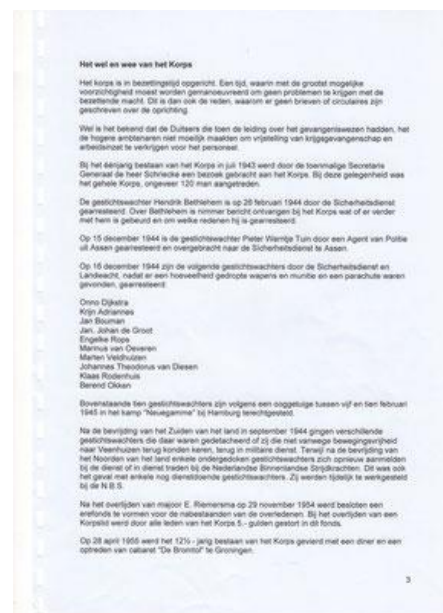 Het wel en wee van het Korps
Het korps is in bezettingstijd opgericht. Een tijd, waarin met de grootst mogelijke
voorzichtigheid moest worden gemanoeuvreerd om geen problemen te krijgen met de
bezettende macht. Dit is dan ook de reden, waarom er geen brieven of circulaires zijn
geschreven over de oprichting.
Wel is het bekend dat de Duitsers die toen de leiding over het gevangeniswezen hadden, het
de hogere ambtenaren niet moeilijk maakten om vrijstelling van krijgsgevangenschap en
arbeidsinzet te verkrijgen voor het personeel.
Bij het éénjarig bestaan van het Korps in juli 1943 werd door de toenmalige Secretaris
Generaal de heer Schrieke een bezoek gebracht aan het Korps. Bij deze gelegenheid was
het gehele Korps, ongeveer 120 man aangetreden.
De gestichtswachter Hendrik Bethlehem is op 26 februari 1944 door de Sicherheitsdienst
gearresteerd. Over Bethlehem is nimmer bericht ontvangen bij het Korps wat of er verder
met hem is gebeurd en om welke redenen hij is gearresteerd.
Op 15 december 1944 is de gestichtswachter Pieter Warntje Tuin door een Agent van Politie
uit Assen gearresteerd en overgebracht naar de Sicherheitsdienst te Assen.
Op 16 december 1944 zijn de volgende gestichtswachters door de Sicherheitsdienst en
Landwacht, nadat er een hoeveelheid gedropte wapens en munitie en een parachute waren
gevonden, gearresteerd:
Onno Dijkstra
Krijn Adriannes
Jan Bouman
Jan, Johan de Groot
Engelke Rops
Marinus van Oeveren
Marten Veldhuizen
Johannes Theodorus van Diesen
Klaas Rodenhuis
Berend Okken
Bovenstaande tien gestichtswachters zijn volgens een ooggetuige tussen vijf en tien februari
1945 in het kamp "Neuegamme" bij Hamburg terechtgesteld.
Na de bevrijding van het Zuiden van het land in september 1944 gingen verschillende
gestichtswachters die daar waren gedetacheerd of zij die niet vanwege bewegingsvrijheid
naar Veenhuizen terug konden keren, terug in militaire dienst. Terwijl na de bevrijding van
het Noorden van het land enkele ondergedoken gestichtswachters zich opnieuw aanmelden
bij de dienst of in dienst traden bij de Nederlandse Binnenlandse Strijdkrachten. Dit was ook
het geval met enkele nog dienstdoende gestichtswachters. Zij werden tijdelijk te werkgesteld
bij de N.B.S.
Na het overlijden van majoor E. Riemersma op 29 november 1954 werd besloten een
erefonds te vormen voor de nabestaanden van de overledenen. Bij het overlijden van een
Korpslid werd door alle leden van het Korps 5,- gulden gestort in dit fonds.
Op 28 april 1955 werd het 12½ - jarig bestaan van het Korps gevierd met een diner en een
optreden van cabaret "De Bromtol" te Groningen.
3